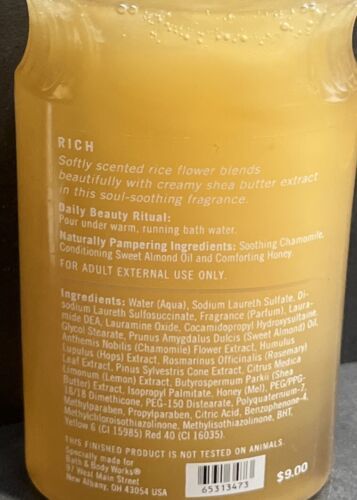 RICH
Softly scented rice flower blends
beautifully with creamy shea butter extract
in this soul-soothing fragrance.
Daily Beauty Ritual:
Pour under warm, running bath water.
Naturally Pampering Ingredients: Soothing Chamomile,
Conditioning Sweet Almond Oil and Comforting Honey.
FOR ADULT EXTERNAL USE ONLY.
Ingredients: Water (Aqua), Sodium Laureth Sulfate, Di-
sodium Laureth Sulfosuccinate, Fragrance (Parfum), Laura-
mide DEA, Lauramine Oxide, Cocamidopropyl Hydroxysultaine,
Glycol Stearate, Prunus Amygdalus Dulcis (Sweet Almond) Oil,
Anthemis Nobilis (Chamomile) Flower Extract, Humulus
Lupulus (Hops) Extract, Rosmarinus Officinalis (Rosemary)
Leaf Extract, Pinus Sylvestris Cone Extract, Citrus Medica
Limonum (Lemon) Extract, Butyrospermum Parkii (Shea
Butter) Extract, Isopropyl Palmitate, Honey (Mel), PEG/PPG-
18/18 Dimethicone, PEG-150 Distearate, Polyquaternium-7,
Methylparaben, Propylparaben, Citric Acid, Benzophenone-4,
Methylchloroisothiazolinone, Methylisothiazolinone, BHT,
Yellow 6 (CI 15985) Red 40 (CI 16035).
THIS FINISHED PRODUCT IS NOT TESTED ON ANIMALS.
Specially made for
Bath & Body Works®
97 West Main Street
New Albany, OH 43054 USA
65313473
$9.00